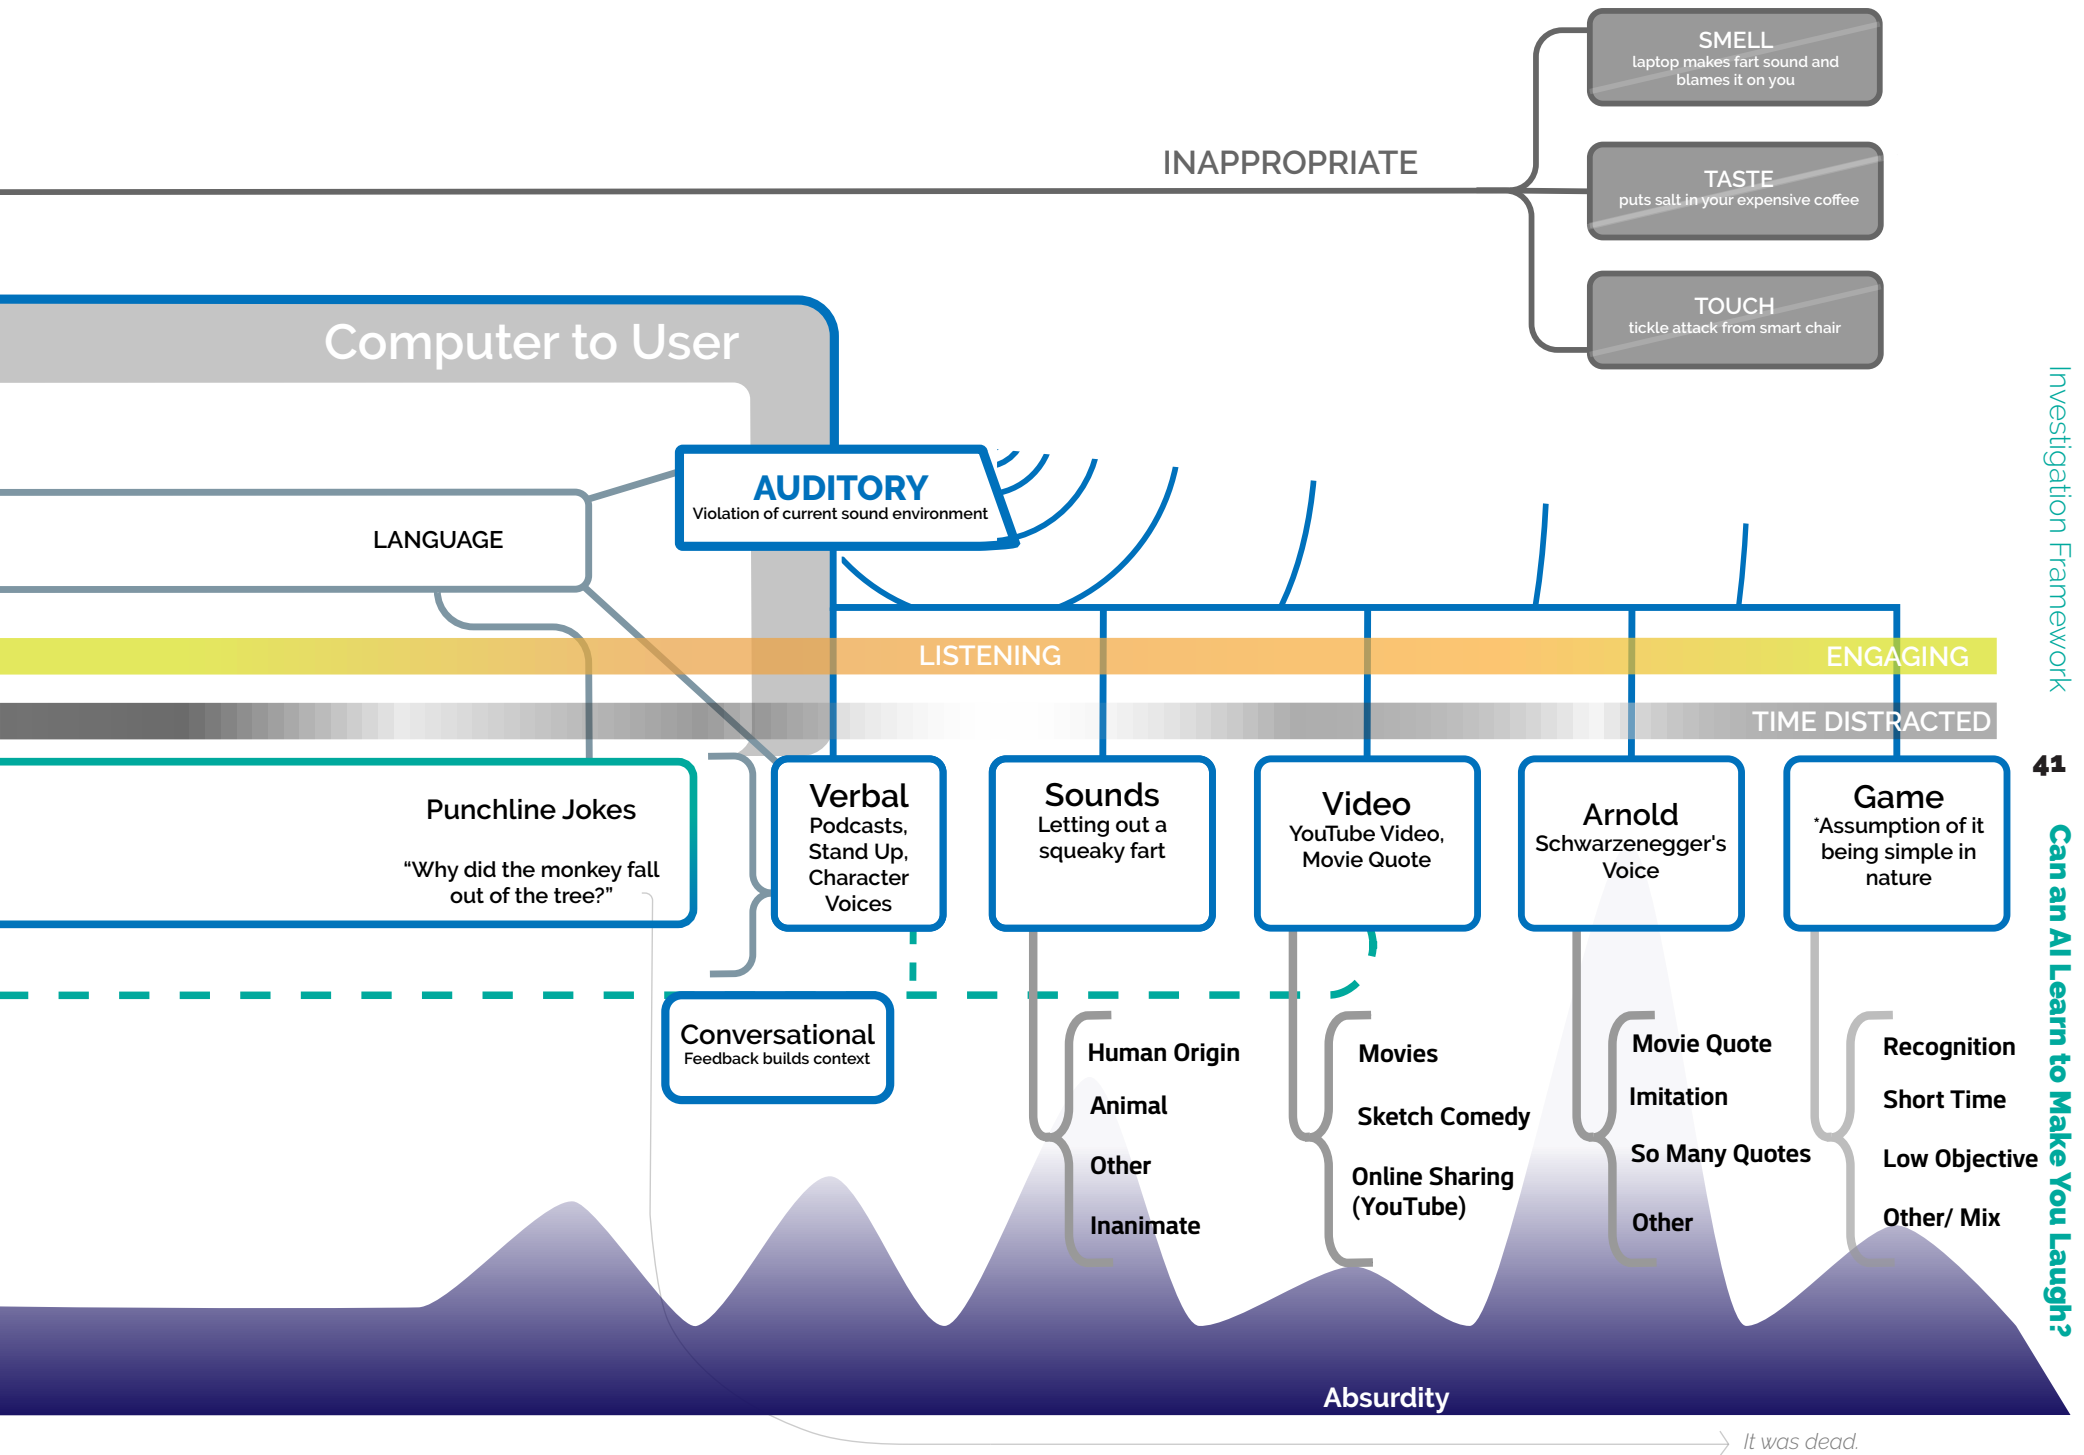 SMELL
laptop makes fart sound and
blames it on you
INAPPROPRIATE
TASTE
puts salt in your expensive coffee
TOUCH
tickle attack from smart chair
Computer to User
AUDITORY
Violation of current sound environment
LANGUAGE
LISTENING
ENGAGING
TIME DISTRACTED
Punchline Jokes
“Why did the monkey fall
out of the tree?”
Verbal
Podcasts,
Stand Up,
Character
Voices
Sounds
Letting out a
squeaky fart
Video
YouTube Video,
Movie Quote
Arnold
Schwarzenegger's
Voice
Game
*Assumption of it
being simple in
nature
Conversational
Feedback builds context
Human Origin
Animal
Other
Inanimate
Movies
Sketch Comedy
Online Sharing
(YouTube)
Movie Quote
Imitation
So Many Quotes
Other
Recognition
Short Time
Low Objective
Other/ Mix
Absurdity
It was dead.
Investigation Framework
41
Can an AI Learn to Make You Laugh?